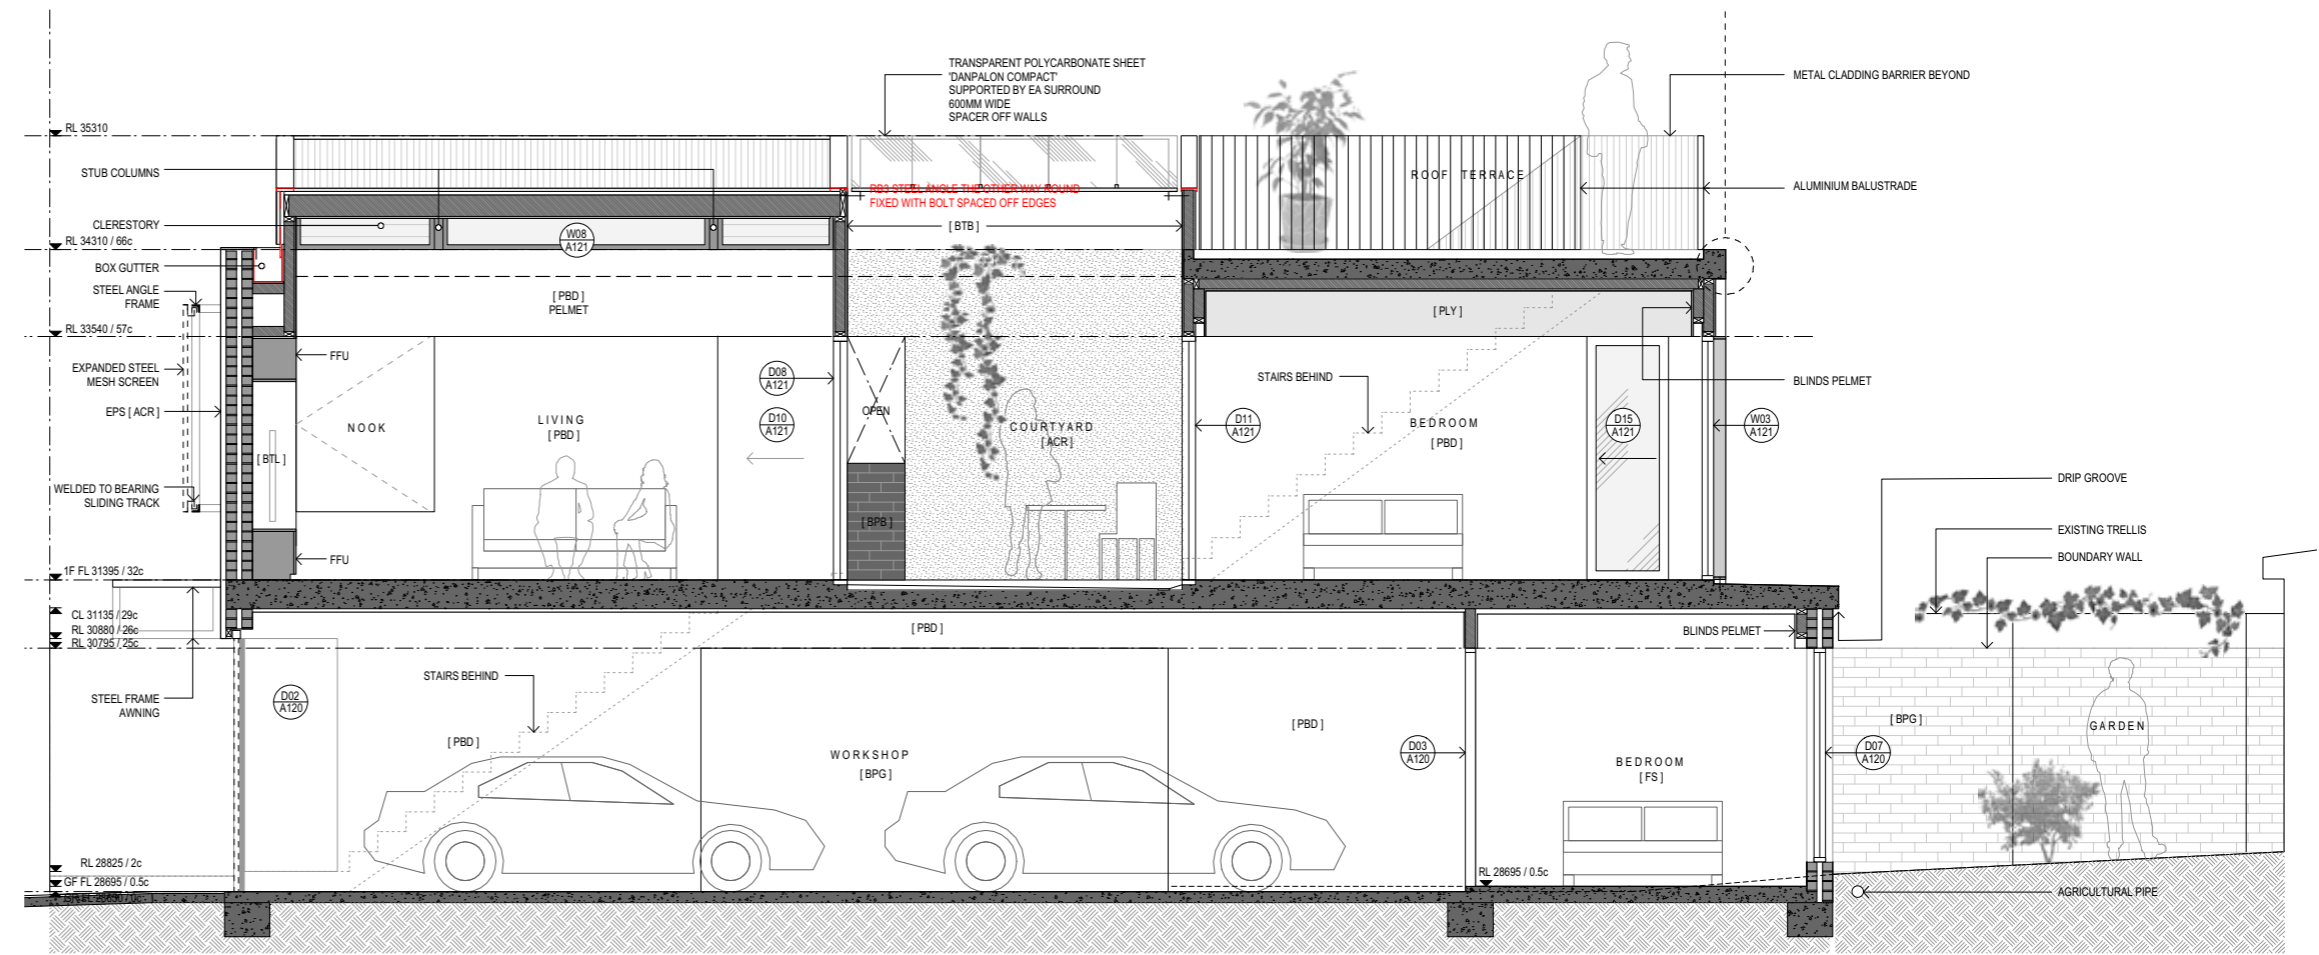 TRANSPARENT POLYCARBONATE SHEET
'DANPALON COMPACT'
SUPPORTED BY EA SURROUND
600MM WIDE
SPACER OFF WALLS
METAL CLADDING BARRIER BEYOND
RL 35310
STUB COLUMNS
ROOF TERRACE
ALUMINIUM BALUSTRADE
RB3 STEEL ANGLE THE OTHER WAY ROUND
FIXED WITH BOLT SPACED OFF EDGES
CLERESTORY
W08
A121
[ BTB ]
RL 34310 / 66c
BOX GUTTER
STEEL ANGLE
FRAME
[ PBD ]
PELMET
[ PLY ]
RL 33540 / 57c
FFU
EXPANDED STEEL
MESH SCREEN
D08
A121
STAIRS BEHIND
BLINDS PELMET
EPS [ ACR ]
NOOK
LIVING
[ PBD ]
D10
A121
OPEN
COURTYARD
[ ACR ]
D11
A121
BEDROOM
[ PBD ]
D15
A121
W03
A121
[ BTL ]
WELDED TO BEARING
SLIDING TRACK
DRIP GROOVE
[ BPB ]
EXISTING TRELLIS
FFU
BOUNDARY WALL
1F FL 31395 / 32c
CL 31135 / 29c
RL 30880 / 26c
RL 30795 / 25c
[ PBD ]
BLINDS PELMET
STAIRS BEHIND
STEEL FRAME
AWNING
D02
A120
[ PBD ]
WORKSHOP
[ BPG ]
[ PBD ]
D03
A120
BEDROOM
[ FS ]
D07
A120
[ BPG ]
GARDEN
RL 28825 / 2c
GF FL 28695 / 0.5c
RL 28695 / 0.5c
AGRICULTURAL PIPE